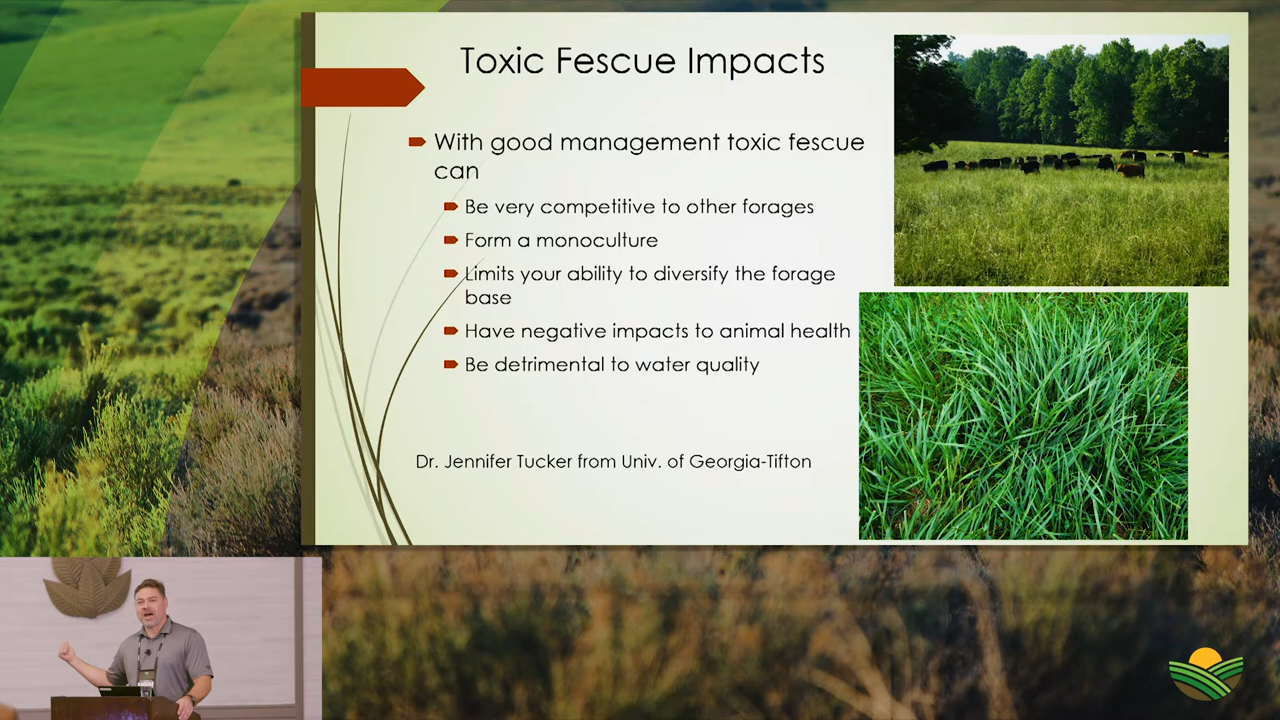 Toxic Fescue Impacts
With good management toxic fescue
can
Be very competitive to other forages
Form a monoculture
Limits your ability to diversify the forage
base
Have negative impacts to animal health
Be detrimental to water quality
Dr. Jennifer Tucker from Univ. of Georgia-Tifton